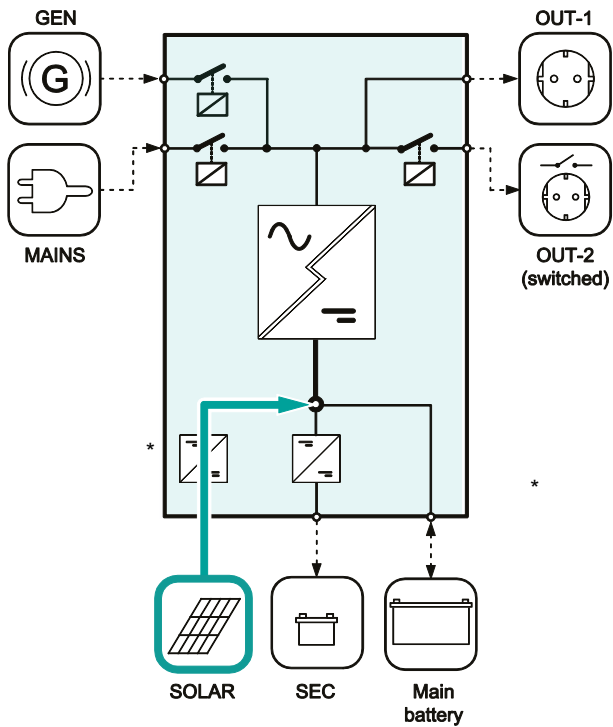 GEN
OUT-1
G
MAINS
OUT-2
(switched)
*
*
SOLAR
SEC
Main
battery